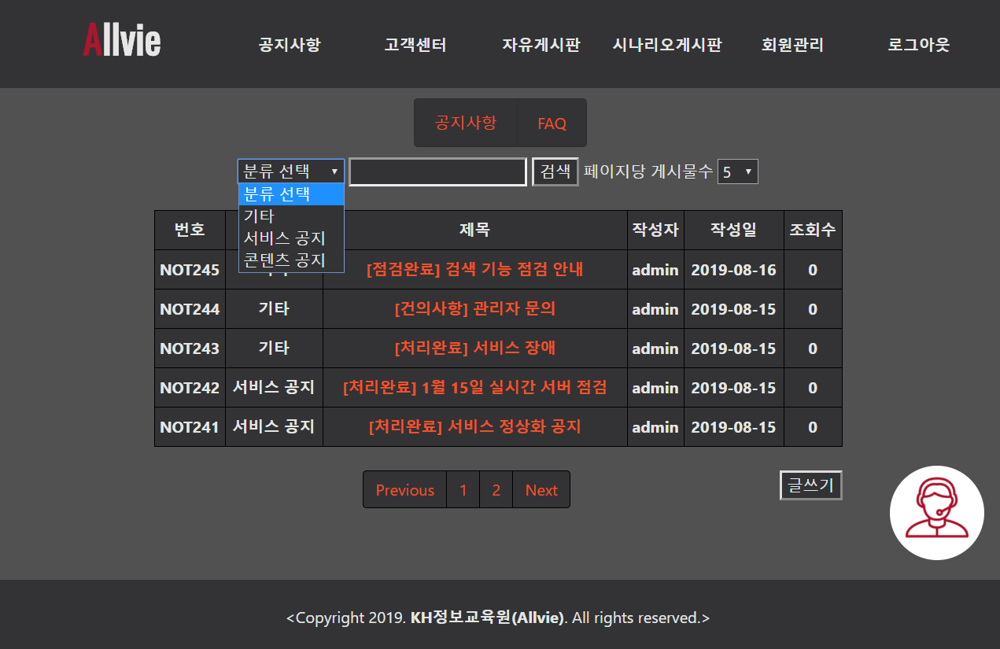 Allvie 공지사항 고객센터 자유게시판 시나리오게시판 회원관리 로그아웃
공지사항 FAQ
분류 선택 검색 페이지당 게시물수 5
분류 선택
기타
서비스 공지
콘텐츠 공지
번호 제목 작성자 작성일 조회수
NOT245 [점검완료] 검색 기능 점검 안내 admin 2019-08-16 0
NOT244 기타 [건의사항] 관리자 문의 admin 2019-08-15 0
NOT243 기타 [처리완료] 서비스 장애 admin 2019-08-15 0
NOT242 서비스 공지 [처리완료] 1월 15일 실시간 서버 점검 admin 2019-08-15 0
NOT241 서비스 공지 [처리완료] 서비스 정상화 공지 admin 2019-08-15 0
Previous 1 2 Next 글쓰기
<Copyright 2019. KH정보교육원(Allvie). All rights reserved.>